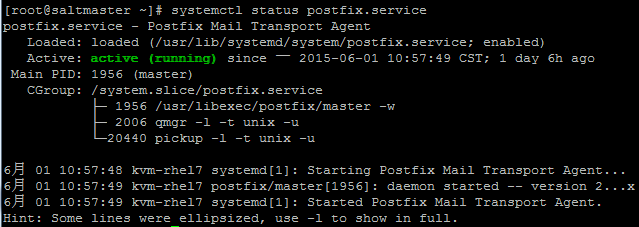 [root@saltmaster ~]# systemctl status postfix.service
postfix.service - Postfix Mail Transport Agent
   Loaded: loaded (/usr/lib/systemd/system/postfix.service; enabled)
   Active: active (running) since 一 2015-06-01 10:57:49 CST; 1 day 6h ago
 Main PID: 1956 (master)
   CGroup: /system.slice/postfix.service
           ├─ 1956 /usr/libexec/postfix/master -w
           ├─ 2006 qmgr -l -t unix -u
           └─20440 pickup -l -t unix -u

6月 01 10:57:48 kvm-rhel7 systemd[1]: Starting Postfix Mail Transport Agent...
6月 01 10:57:49 kvm-rhel7 postfix/master[1956]: daemon started -- version 2...x
6月 01 10:57:49 kvm-rhel7 systemd[1]: Started Postfix Mail Transport Agent.
Hint: Some lines were ellipsized, use -l to show in full.